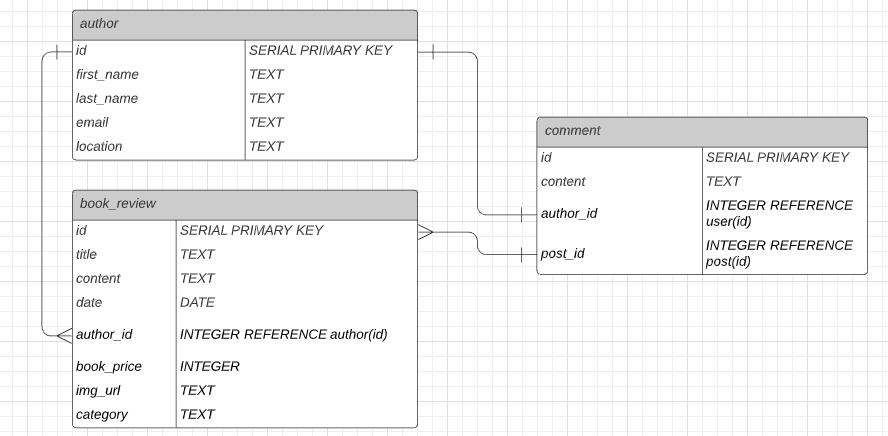 author
id SERIAL PRIMARY KEY
first_name TEXT
last_name TEXT
email TEXT
location TEXT
book_review
id SERIAL PRIMARY KEY
title TEXT
content TEXT
date DATE
author_id INTEGER REFERENCE author(id)
book_price INTEGER
img_url TEXT
category TEXT
comment
id SERIAL PRIMARY KEY
content TEXT
author_id INTEGER REFERENCE
user(id)
post_id INTEGER REFERENCE
post(id)